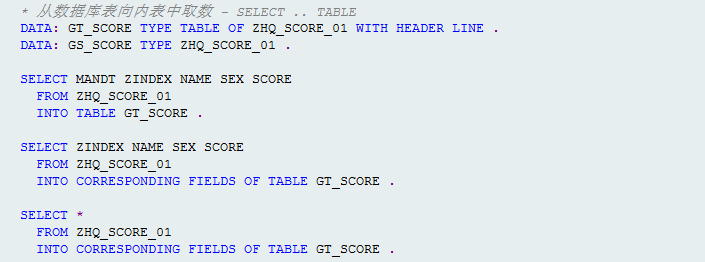 * 从数据库表向内表中取数 – SELECT .. TABLE
DATA: GT_SCORE TYPE TABLE OF ZHQ_SCORE_01 WITH HEADER LINE .
DATA: GS_SCORE TYPE ZHQ_SCORE_01 .
SELECT MANDT ZINDEX NAME SEX SCORE
FROM ZHQ_SCORE_01
INTO TABLE GT_SCORE .
SELECT ZINDEX NAME SEX SCORE
FROM ZHQ_SCORE_01
INTO CORRESPONDING FIELDS OF TABLE GT_SCORE .
SELECT *
FROM ZHQ_SCORE_01
INTO CORRESPONDING FIELDS OF TABLE GT_SCORE .